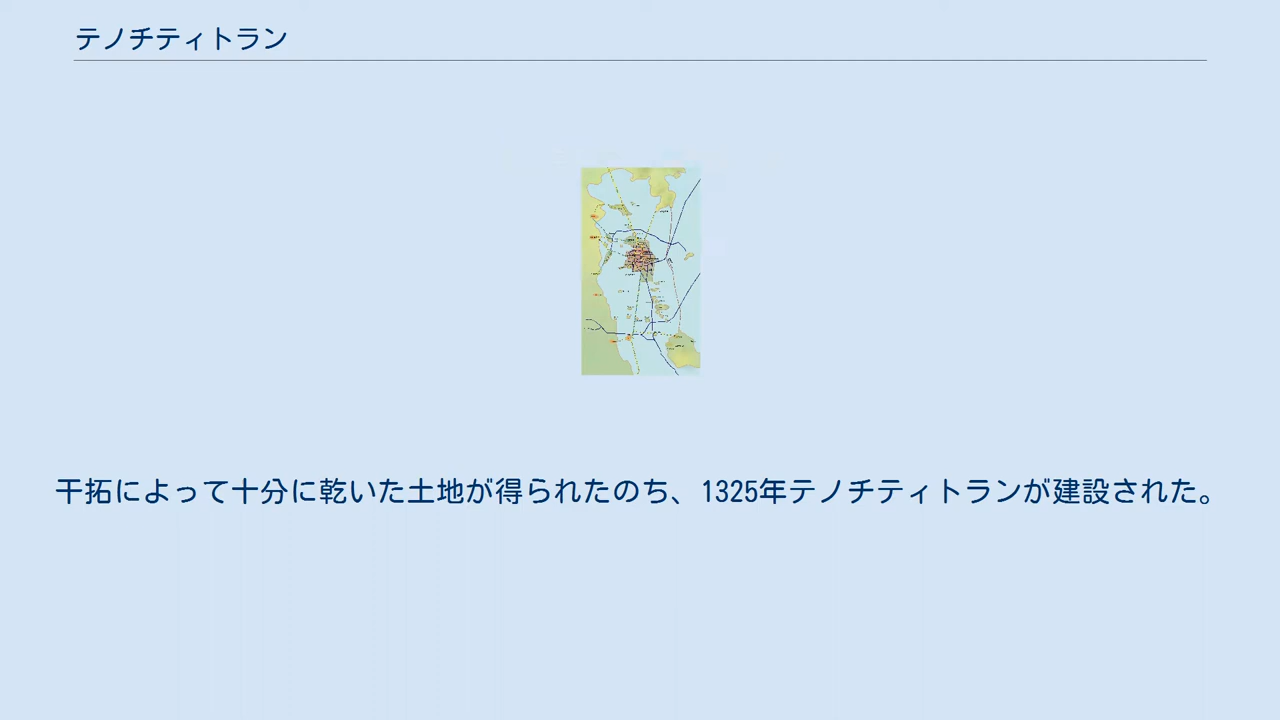 テノチティトラン
干拓によって十分に乾いた土地が得られたのち、1325年テノチティトランが建設された。